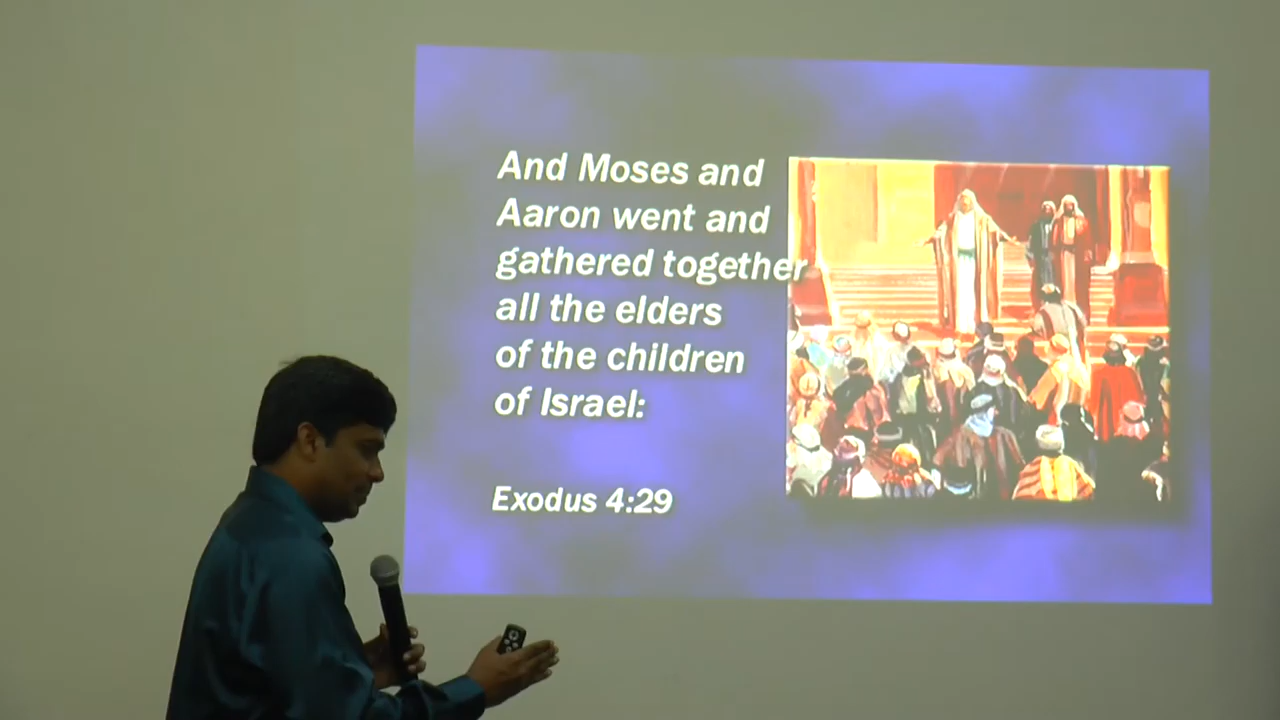 And Moses and
Aaron went and
gathered together
all the elders
of the children
of Israel:
Exodus 4:29